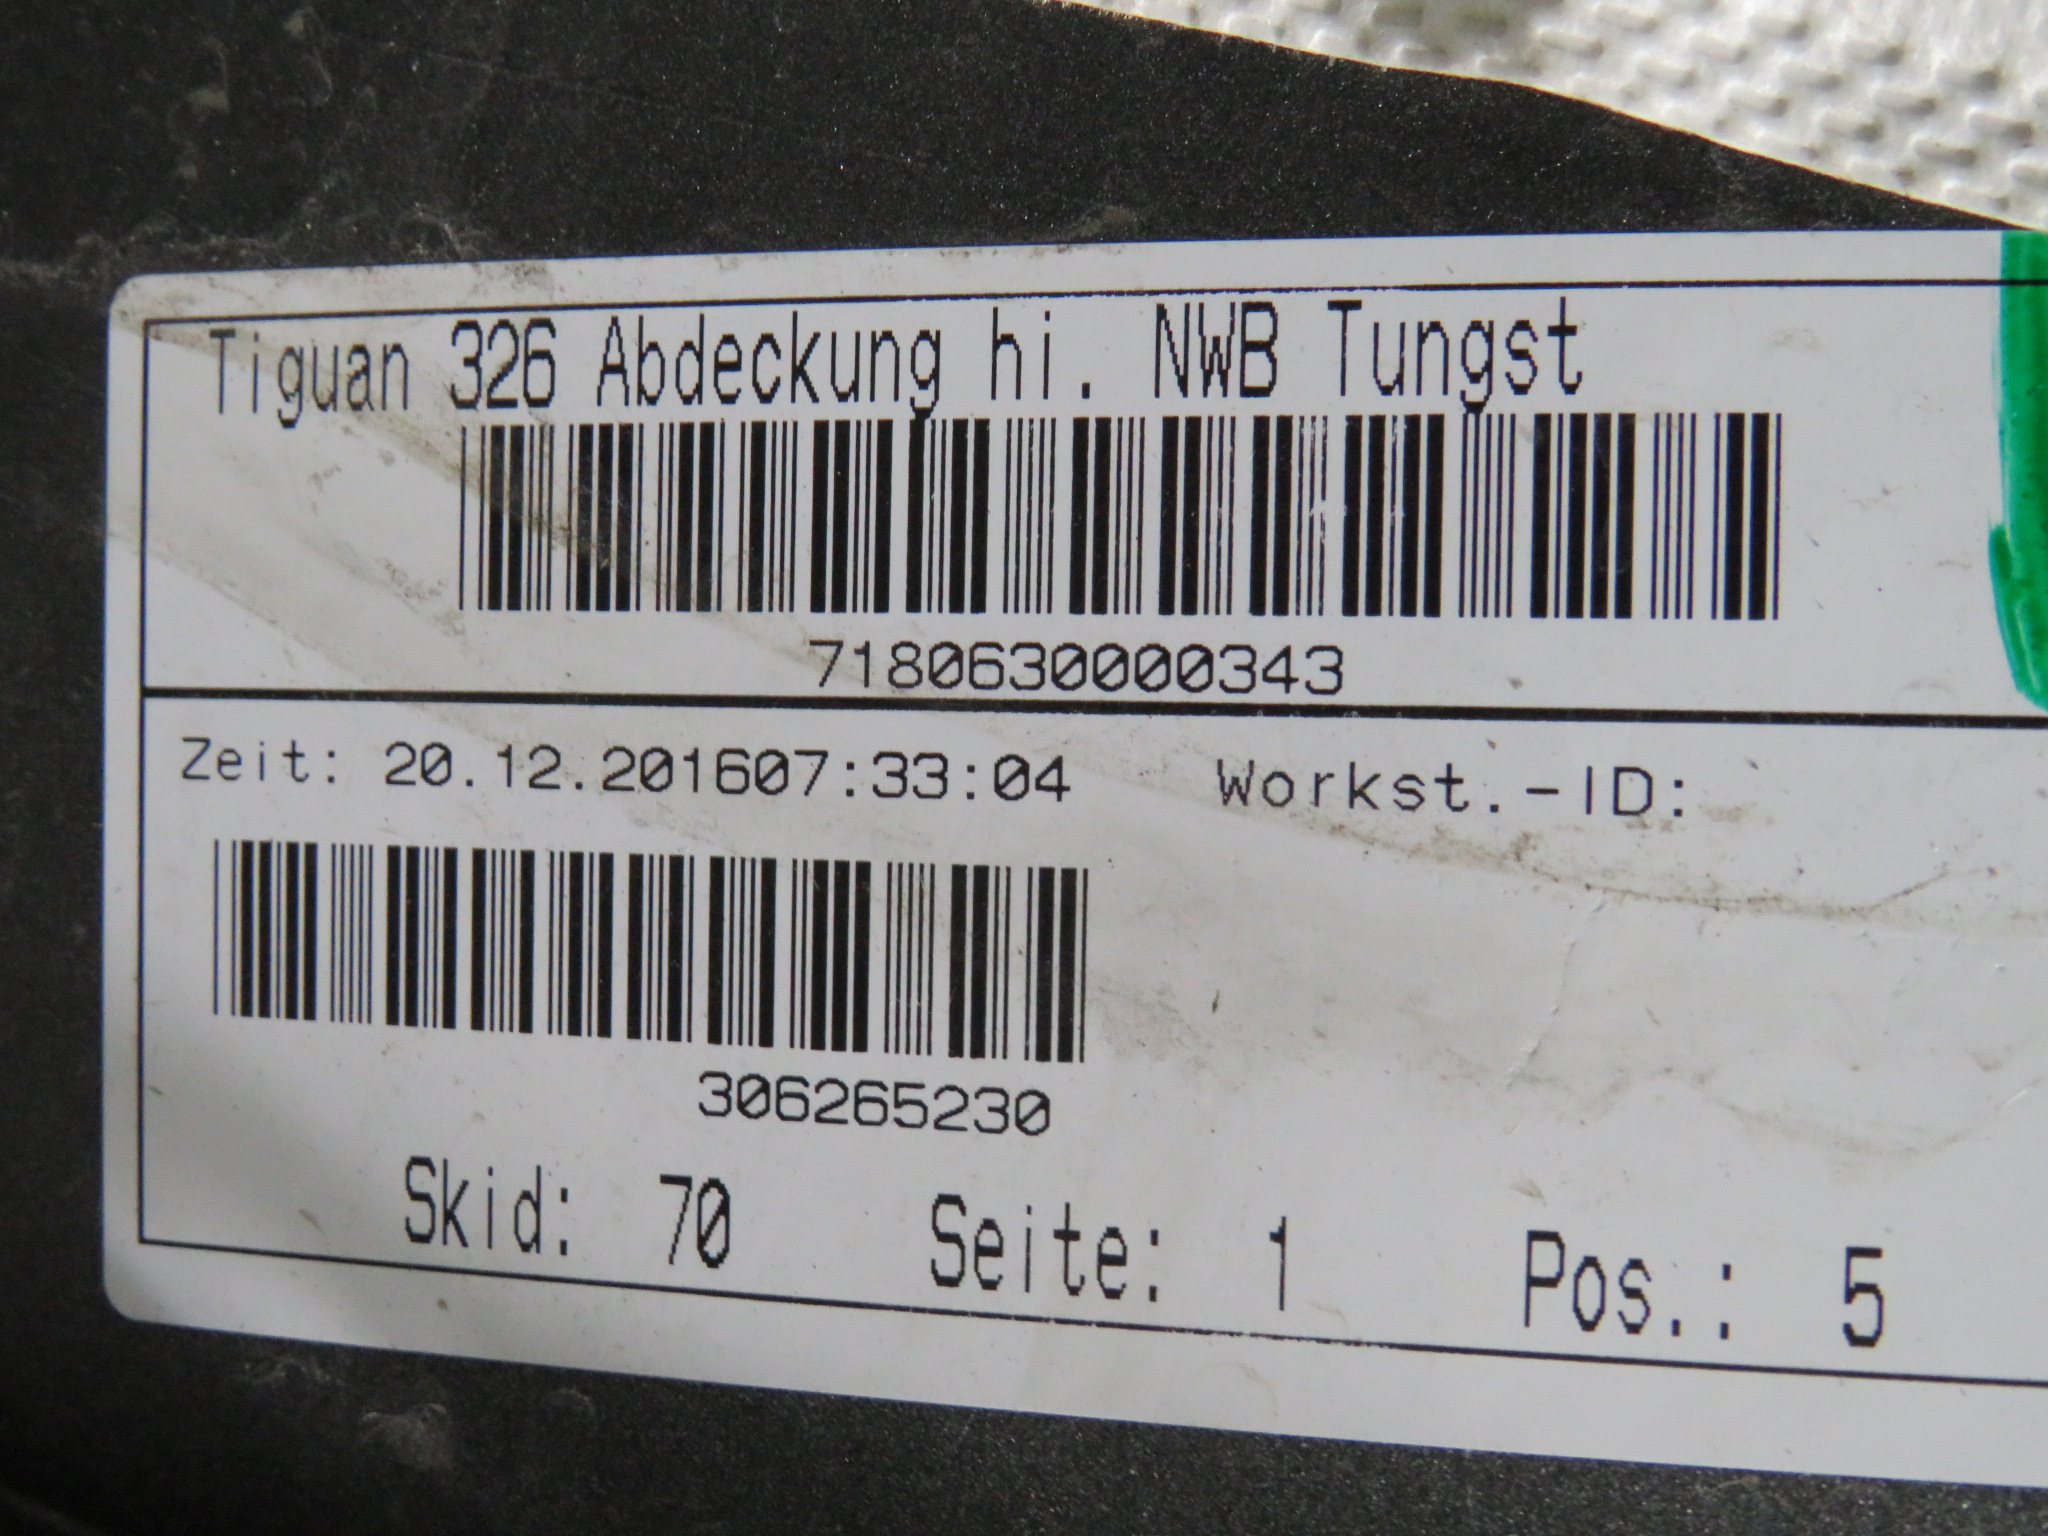 Tiguan 326 Abdeckung hi. NWB Tungst
7180630000343
Zeit: 20.12.201607:33:04 Workst.-ID:
306265230
Skid: 70 Seite: 1 Pos.: 5